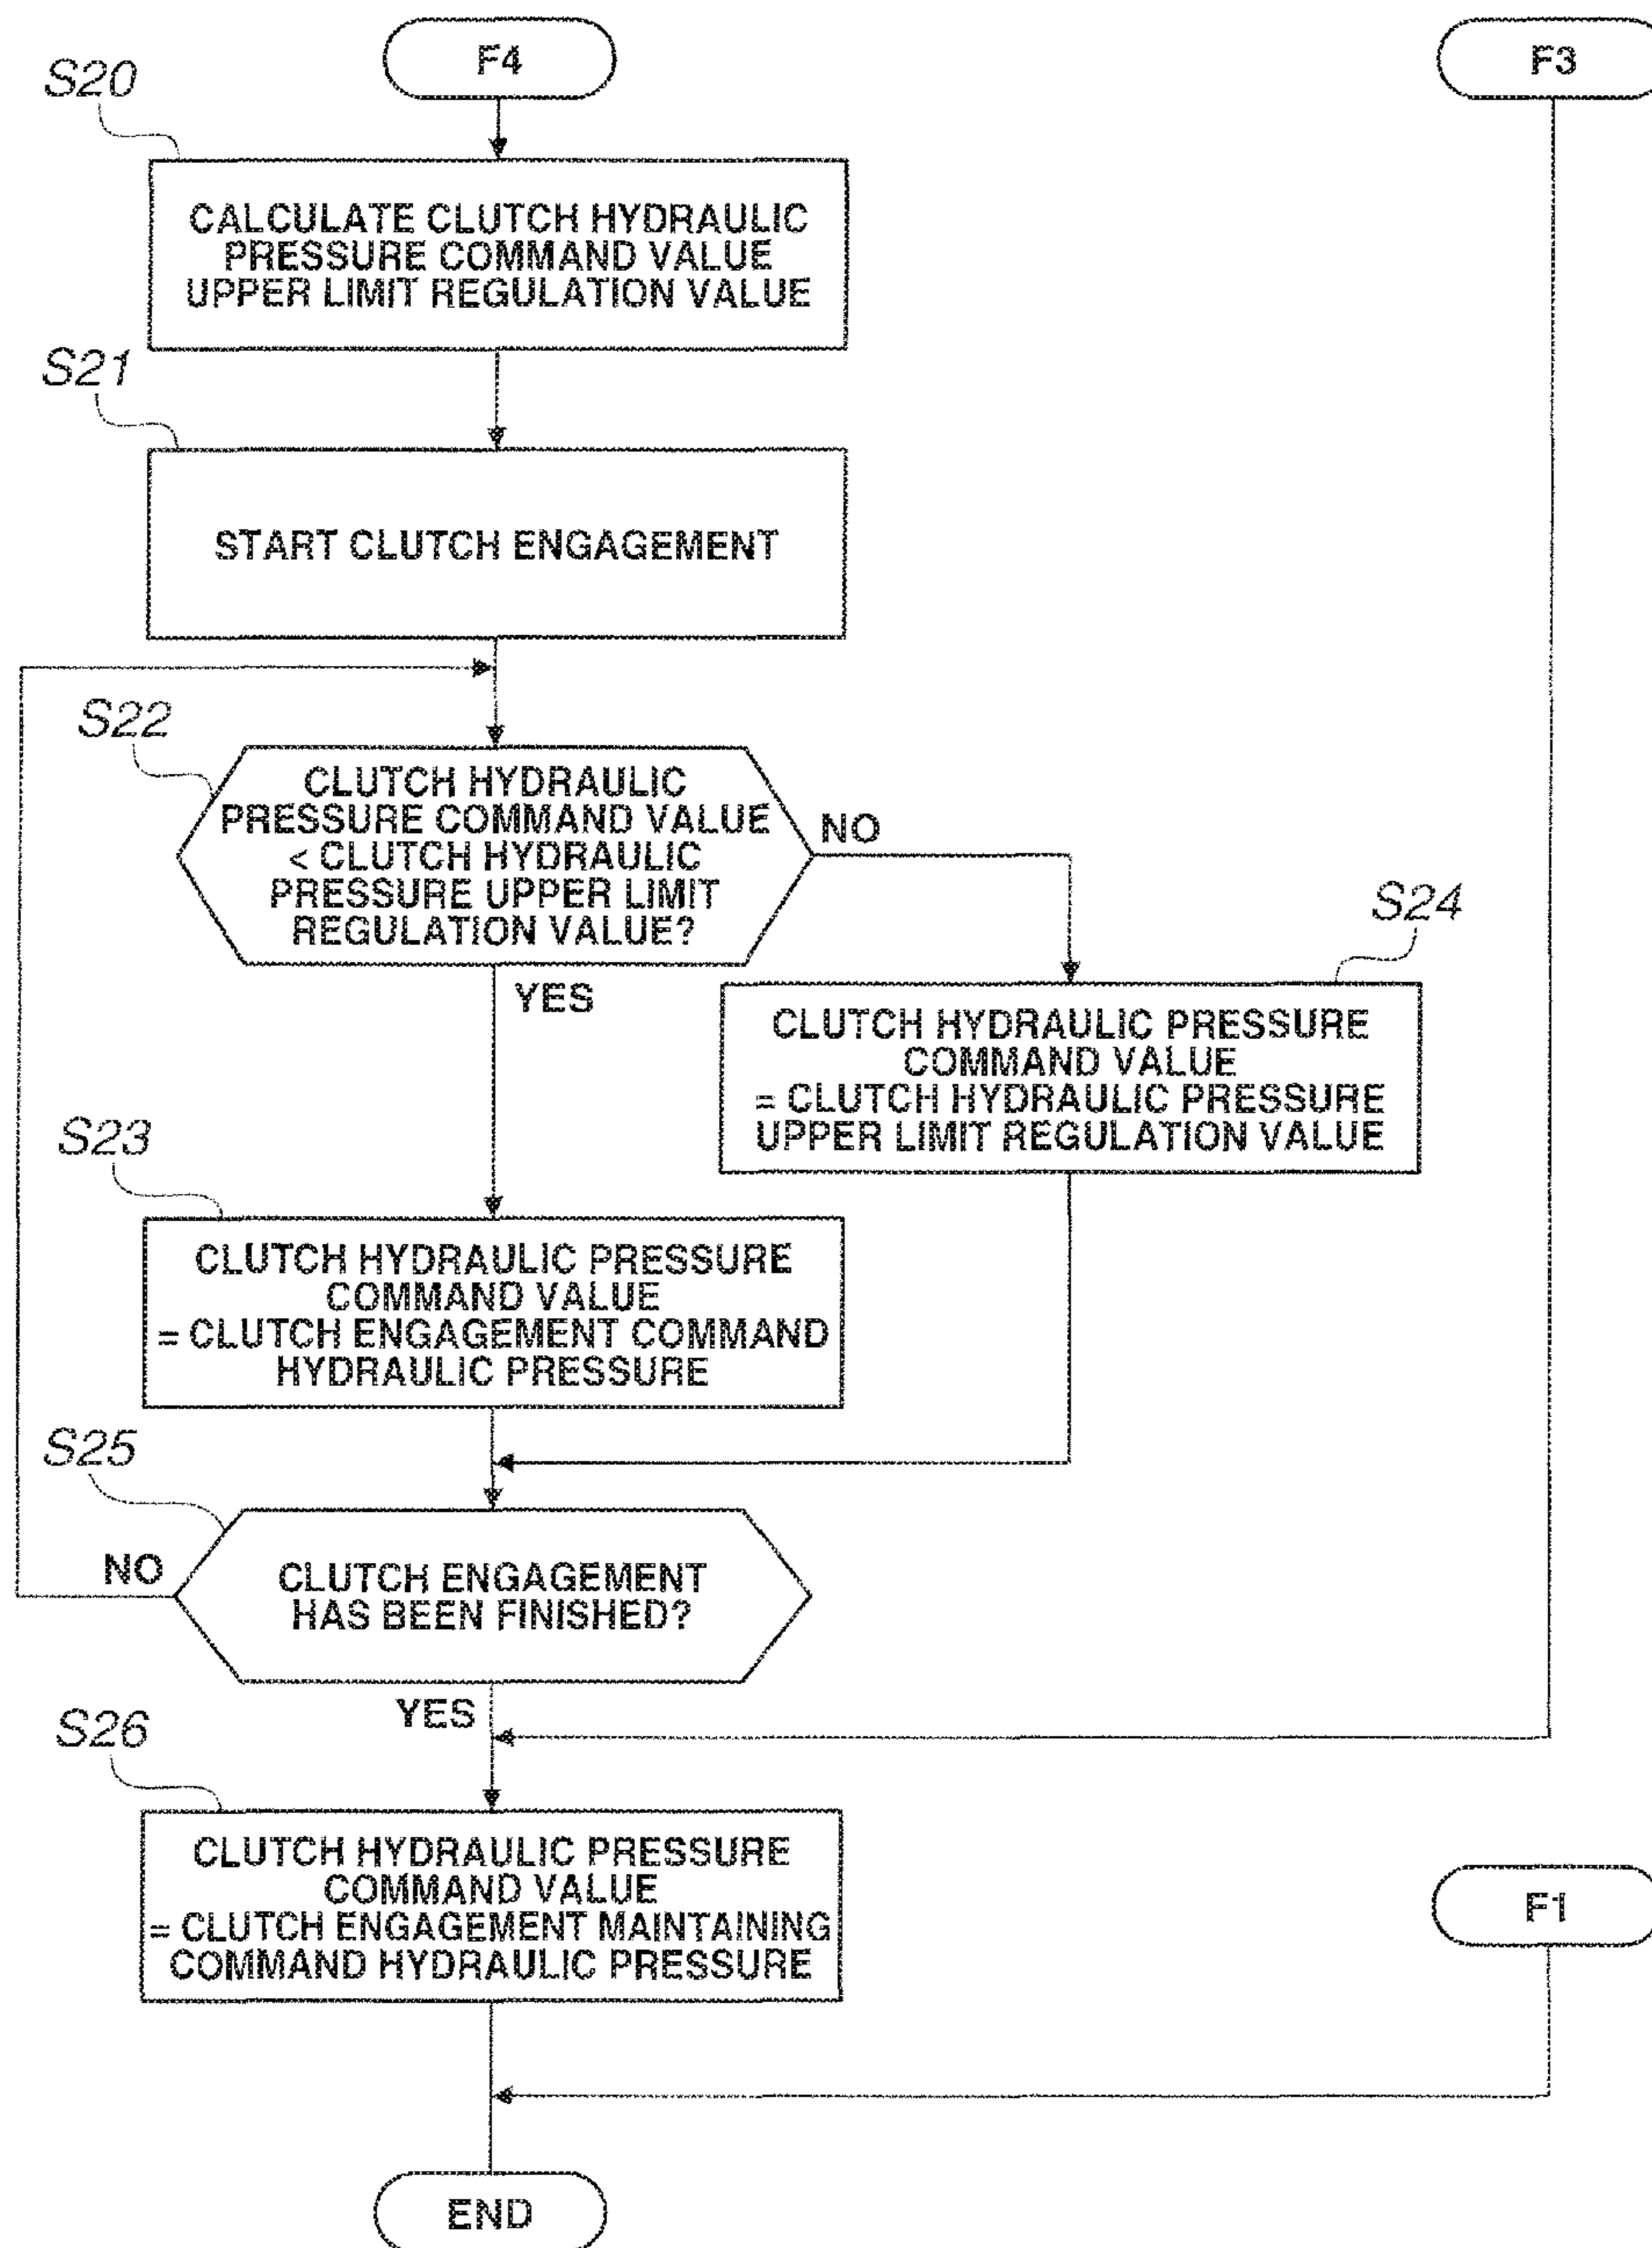 F4
F3
S20
CALCULATE CLUTCH HYDRAULIC
PRESSURE COMMAND VALUE
UPPER LIMIT REGULATION VALUE
S21
START CLUTCH ENGAGEMENT
S22
CLUTCH HYDRAULIC
PRESSURE COMMAND VALUE
< CLUTCH HYDRAULIC
PRESSURE UPPER LIMIT
REGULATION VALUE?
NO
YES
S24
CLUTCH HYDRAULIC PRESSURE
COMMAND VALUE
= CLUTCH HYDRAULIC PRESSURE
UPPER LIMIT REGULATION VALUE
S23
CLUTCH HYDRAULIC PRESSURE
COMMAND VALUE
= CLUTCH ENGAGEMENT COMMAND
HYDRAULIC PRESSURE
S25
NO
CLUTCH ENGAGEMENT
HAS BEEN FINISHED?
YES
S26
CLUTCH HYDRAULIC PRESSURE
COMMAND VALUE
= CLUTCH ENGAGEMENT MAINTAINING
COMMAND HYDRAULIC PRESSURE
F1
END